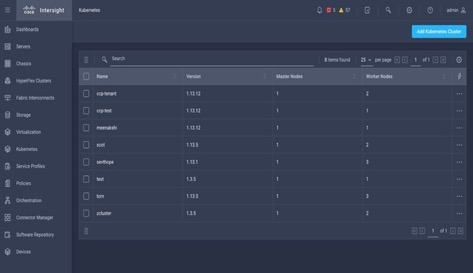 cisco Intersight
Kubernetes
admin
Dashboards
Servers
Chassis
HyperFlex Clusters
Fabric Interconnects
Storage
Virtualization
Kubernetes
Service Profiles
Policies
Orchestration
Connector Manager
Software Repository
Devices
Add Kubernetes Cluster
Search
8 items found
25 per page
1 of 1
Name Version Master Nodes Worker Nodes
ccp-tenant 1.13.12 1 2
ccp-test 1.13.12 1 1
meenakshi 1.13.12 1 1
scott 1.13.5 1 2
1.13.1 1 3
test 1.3.5 1 1
1.13.5 1 3
zcluster 1.3.5 1 2
1 of 1